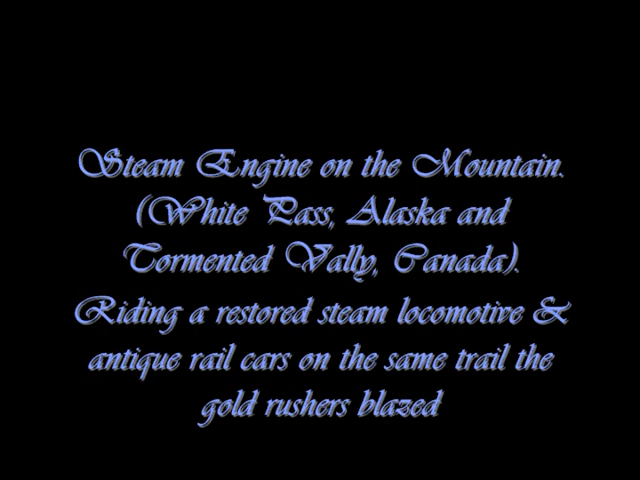 Steam Engine on the Mountain.
(White Pass, Alaska and
Tormented Vally, Canada).
Riding a restored steam locomotive &
antique rail cars on the same trail the
gold rushers blazed